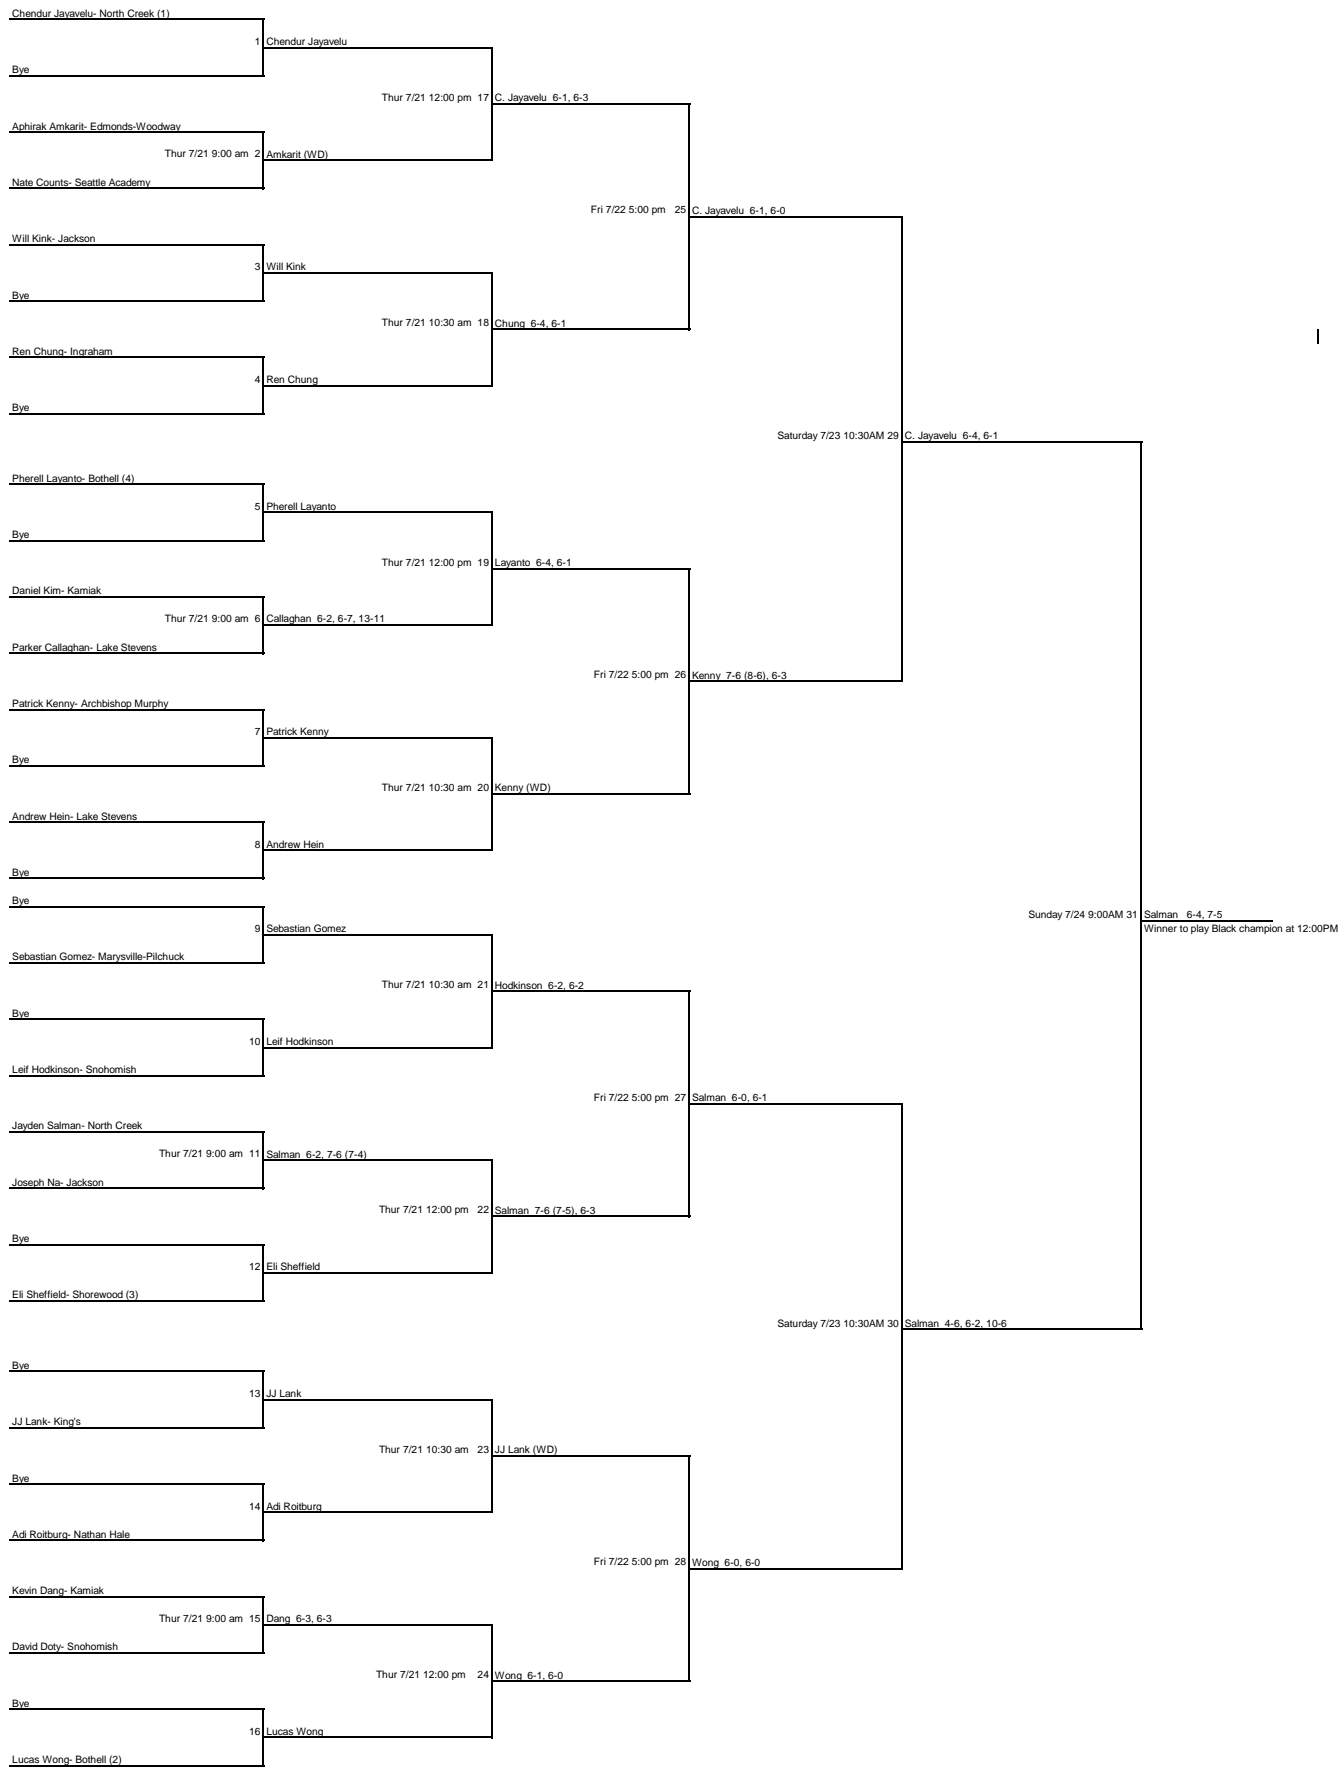 Chendur Jayavelu- North Creek (1)
1 Chendur Jayavelu
Bye
Thur 7/21 12:00 pm 17 C. Jayavelu 6-1, 6-3
Aphirak Amkarit- Edmonds-Woodway
Thur 7/21 9:00 am 2 Amkarit (WD)
Nate Counts- Seattle Academy
Fri 7/22 5:00 pm 25 C. Jayavelu 6-1, 6-0
Will Kink- Jackson
3 Will Kink
Bye
Thur 7/21 10:30 am 18 Chung 6-4, 6-1
Ren Chung- Ingraham
4 Ren Chung
Bye
Saturday 7/23 10:30AM 29 C. Jayavelu 6-4, 6-1
Pherell Layanto- Bothell (4)
5 Pherell Layanto
Bye
Thur 7/21 12:00 pm 19 Layanto 6-4, 6-1
Daniel Kim- Kamiak
Thur 7/21 9:00 am 6 Callaghan 6-2, 6-7, 13-11
Parker Callaghan- Lake Stevens
Fri 7/22 5:00 pm 26 Kenny 7-6 (8-6), 6-3
Patrick Kenny- Archbishop Murphy
7 Patrick Kenny
Bye
Thur 7/21 10:30 am 20 Kenny (WD)
Andrew Hein- Lake Stevens
8 Andrew Hein
Bye
Bye
Sunday 7/24 9:00AM 31 Salman 6-4, 7-5
9 Sebastian Gomez
Winner to play Black champion at 12:00PM
Sebastian Gomez- Marysville-Pilchuck
Thur 7/21 10:30 am 21 Hodkinson 6-2, 6-2
Bye
10 Leif Hodkinson
Leif Hodkinson- Snohomish
Fri 7/22 5:00 pm 27 Salman 6-0, 6-1
Jayden Salman- North Creek
Thur 7/21 9:00 am 11 Salman 6-2, 7-6 (7-4)
Joseph Na- Jackson
Thur 7/21 12:00 pm 22 Salman 7-6 (7-5), 6-3
Bye
12 Eli Sheffield
Eli Sheffield- Shorewood (3)
Saturday 7/23 10:30AM 30 Salman 4-6, 6-2, 10-6
Bye
13 JJ Lank
JJ Lank- King's
Thur 7/21 10:30 am 23 JJ Lank (WD)
Bye
14 Adi Roitburg
Adi Roitburg- Nathan Hale
Fri 7/22 5:00 pm 28 Wong 6-0, 6-0
Kevin Dang- Kamiak
Thur 7/21 9:00 am 15 Dang 6-3, 6-3
David Doty- Snohomish
Thur 7/21 12:00 pm 24 Wong 6-1, 6-0
Bye
16 Lucas Wong
Lucas Wong- Bothell (2)